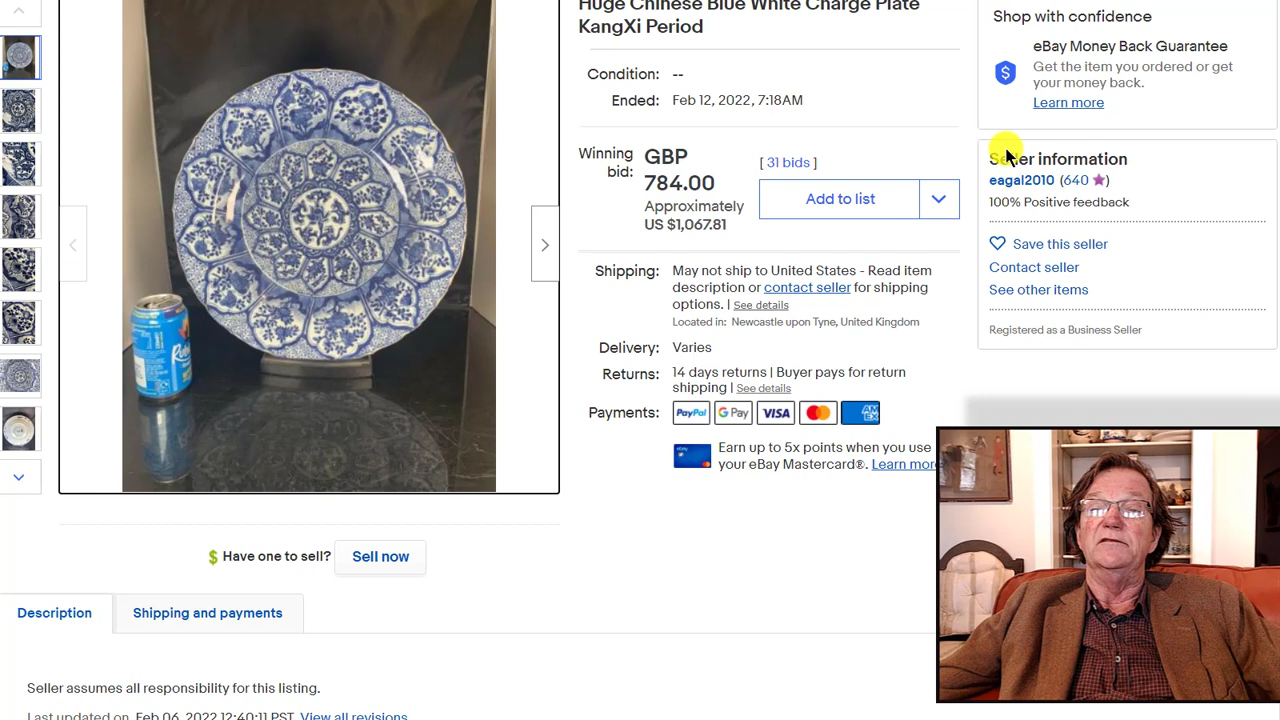 Huge Chinese Blue White Charge Plate
KangXi Period
Condition: --
Ended: Feb 12, 2022, 7:18AM
Winning bid: GBP 784.00
[ 31 bids ]
Approximately
US $1,067.81
Add to list
Shipping: May not ship to United States - Read item
description or contact seller for shipping
options. | See details
Located in: Newcastle upon Tyne, United Kingdom
Delivery: Varies
Returns: 14 days returns | Buyer pays for return
shipping | See details
Payments: PayPal G Pay VISA AM EX
Earn up to 5x points when you use
your eBay Mastercard®. Learn more
Shop with confidence
eBay Money Back Guarantee
Get the item you ordered or get
your money back.
Learn more
Seller information
eagal2010 (640)
100% Positive feedback
Save this seller
Contact seller
See other items
Registered as a Business Seller
Have one to sell? Sell now
Description
Shipping and payments
Seller assumes all responsibility for this listing.
Last updated on Feb 06, 2022 12:40:11 PST View all revisions